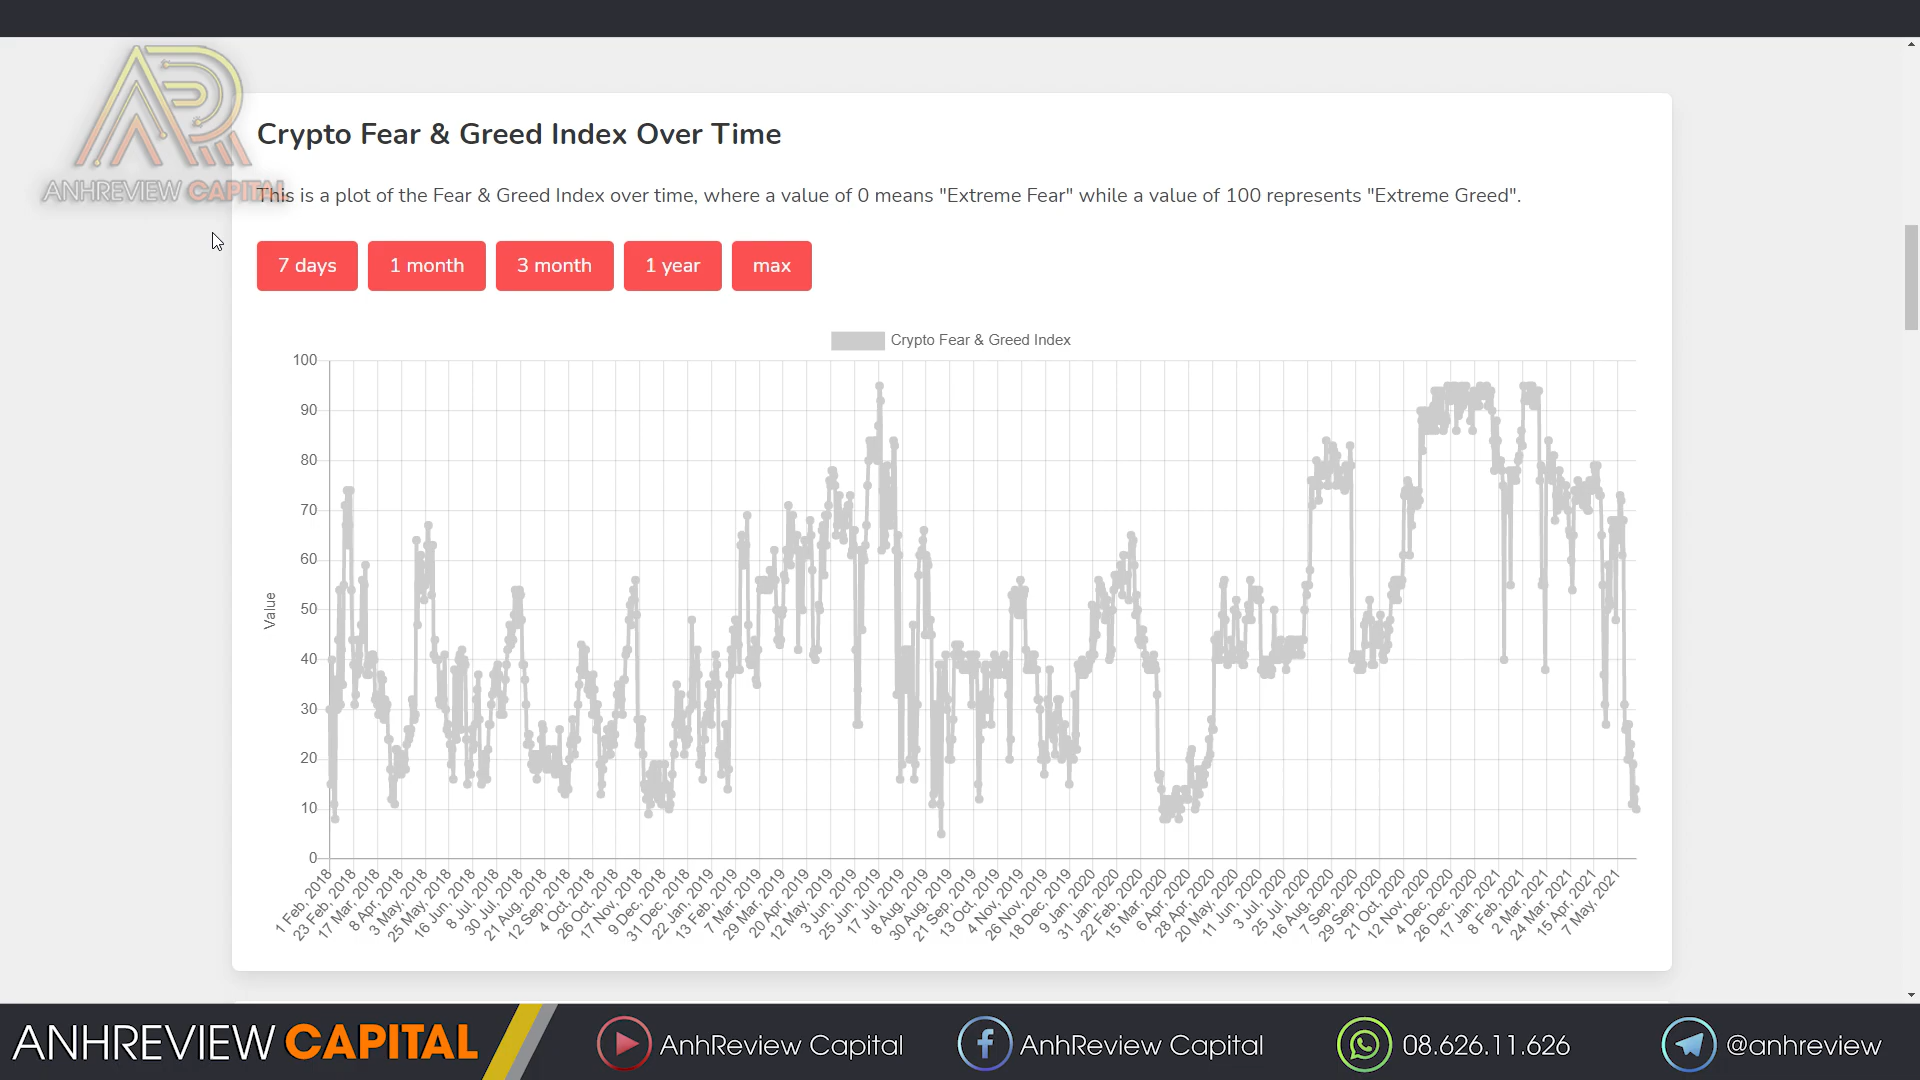 ANHREVIEW CAPITAL
Crypto Fear & Greed Index Over Time
This is a plot of the Fear & Greed Index over time, where a value of 0 means "Extreme Fear" while a value of 100 represents "Extreme Greed".
7 days 1 month 3 month 1 year max
Crypto Fear & Greed Index
100
90
80
70
60
50
40
30
20
10
0
Value
1 Feb, 2018
23 Feb, 2018
17 Mar, 2018
8 Apr, 2018
3 May, 2018
25 May, 2018
16 Jun, 2018
8 Jul, 2018
30 Jul, 2018
21 Aug, 2018
12 Sep, 2018
4 Oct, 2018
26 Oct, 2018
17 Nov, 2018
9 Dec, 2018
31 Dec, 2018
22 Jan, 2019
13 Feb, 2019
7 Mar, 2019
29 Mar, 2019
20 Apr, 2019
12 May, 2019
3 Jun, 2019
25 Jun, 2019
17 Jul, 2019
8 Aug, 2019
30 Aug, 2019
21 Sep, 2019
13 Oct, 2019
4 Nov, 2019
26 Nov, 2019
18 Dec, 2019
9 Jan, 2020
31 Jan, 2020
22 Feb, 2020
15 Mar, 2020
6 Apr, 2020
28 Apr, 2020
20 May, 2020
11 Jun, 2020
3 Jul, 2020
25 Jul, 2020
16 Aug, 2020
7 Sep, 2020
29 Sep, 2020
21 Oct, 2020
12 Nov, 2020
4 Dec, 2020
26 Dec, 2020
17 Jan, 2021
8 Feb, 2021
2 Mar, 2021
24 Mar, 2021
15 Apr, 2021
7 May, 2021
ANHREVIEW CAPITAL AnhReview Capital AnhReview Capital 08.626.11.626 @anhreview